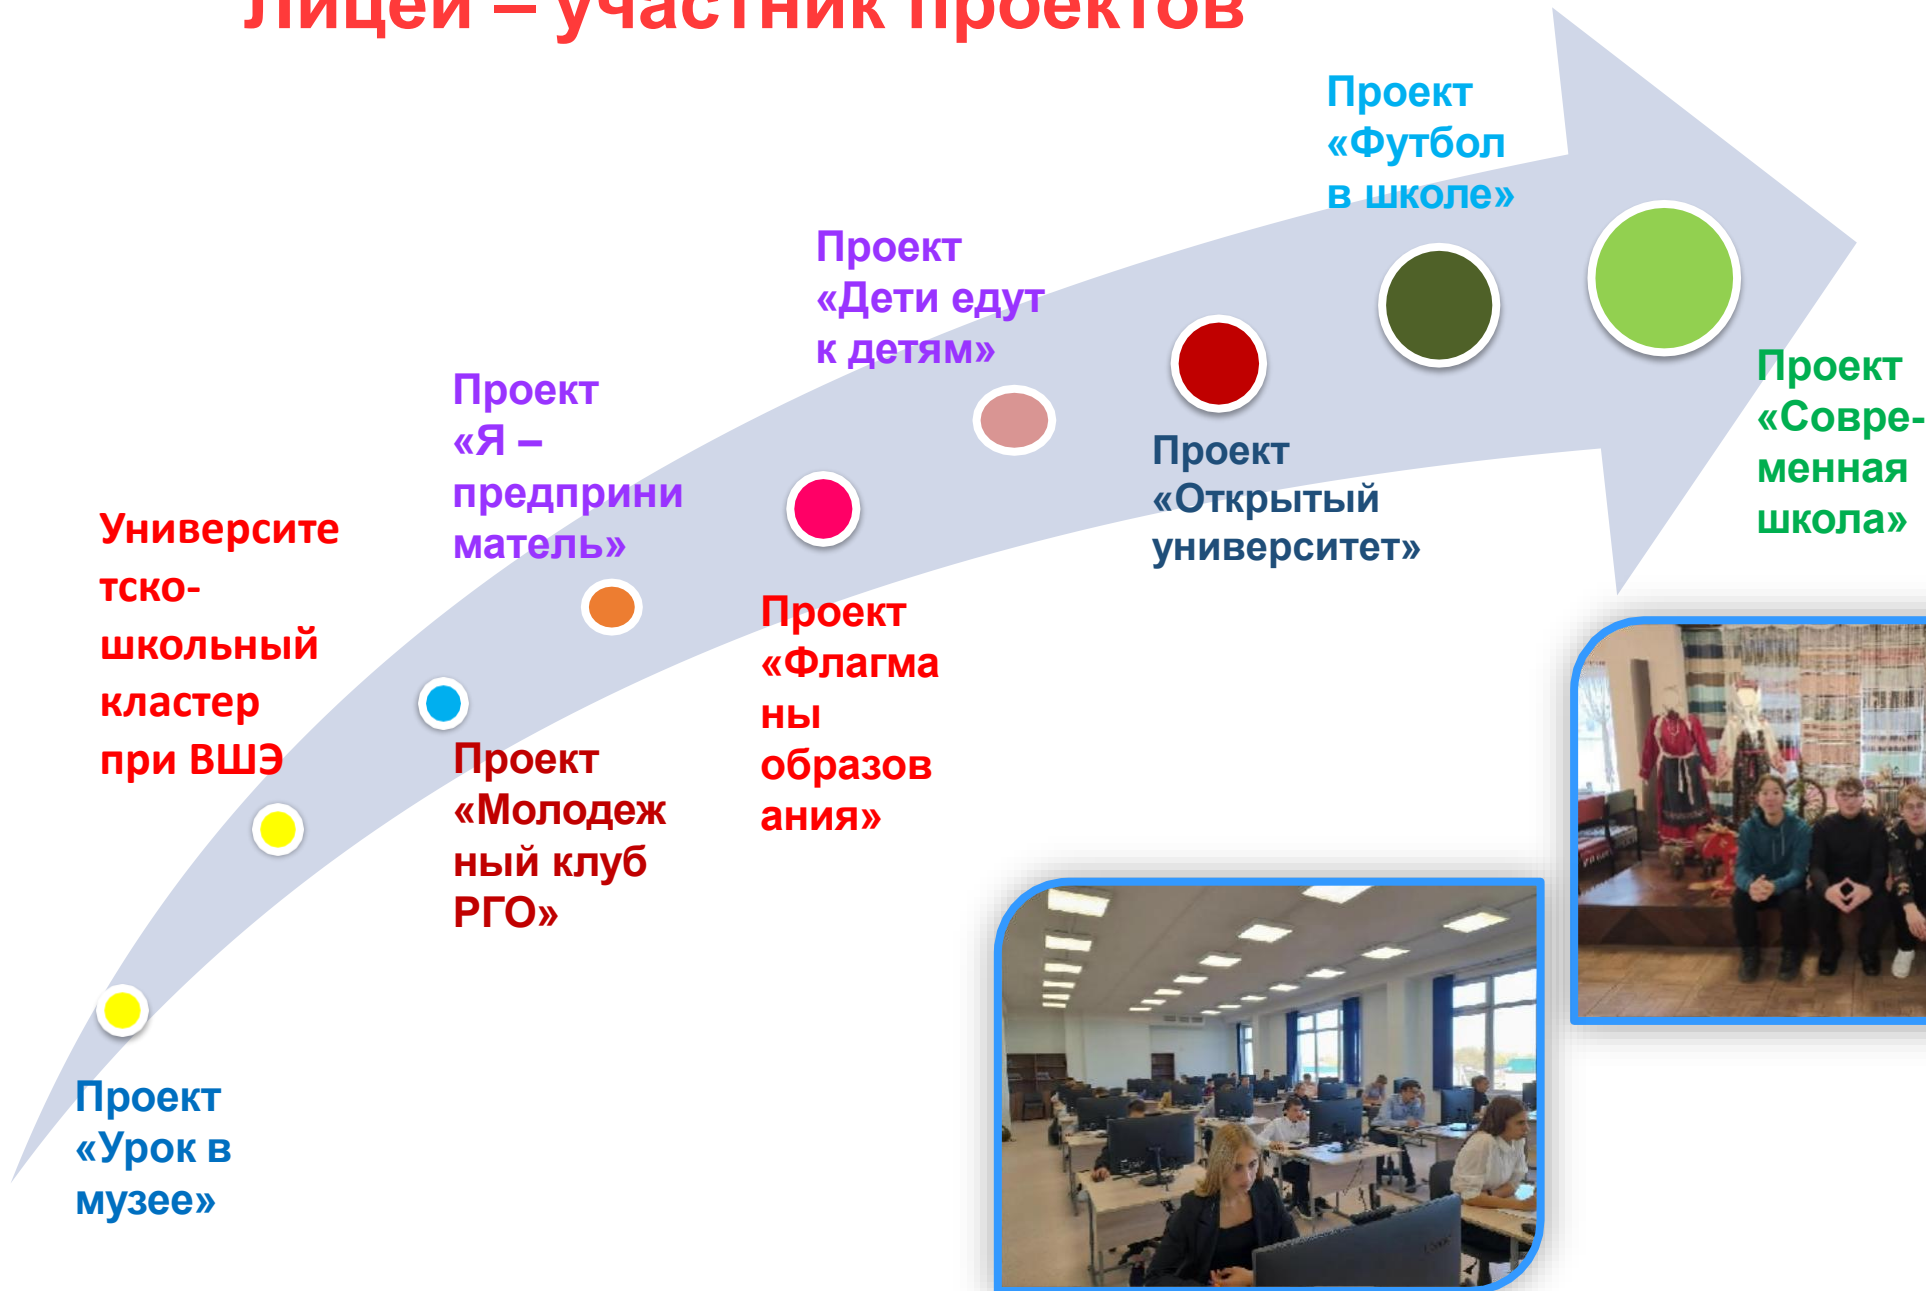 Лицей – участник проектов
Проект
«Футбол
в школе»
Проект
«Дети едут
к детям»
Проект
«Совре-
менная
школа»
Проект
«Я –
предприни
матель»
Проект
«Открытый
университет»
Университе
тско-
школьный
кластер
при ВШЭ
Проект
«Флагма
ны
образов
ания»
Проект
«Молодеж
ный клуб
РГО»
Проект
«Урок в
музее»